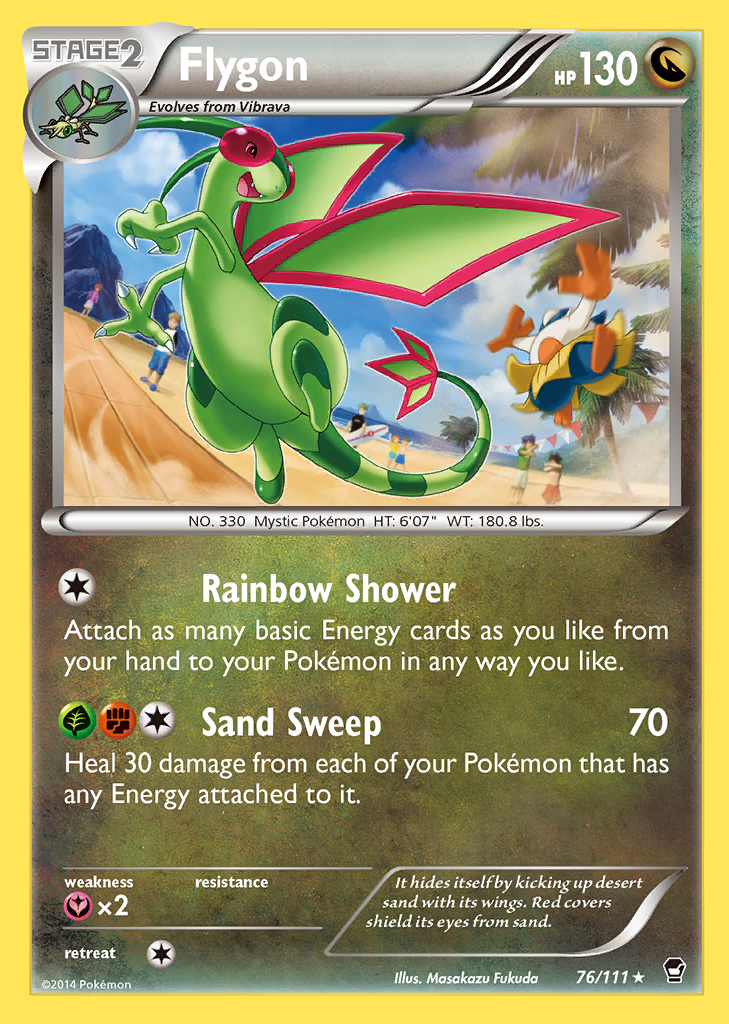 STAGE2
Flygon
HP 130
Evolves from Vibrava
NO. 330 Mystic Pokémon HT: 6'07" WT: 180.8 lbs.
Rainbow Shower
Attach as many basic Energy cards as you like from
your hand to your Pokémon in any way you like.
Sand Sweep 70
Heal 30 damage from each of your Pokémon that has
any Energy attached to it.
weakness resistance
×2
It hides itself by kicking up desert
sand with its wings. Red covers
shield its eyes from sand.
retreat
©2014 Pokémon
Illus. Masakazu Fukuda
76/111 ★